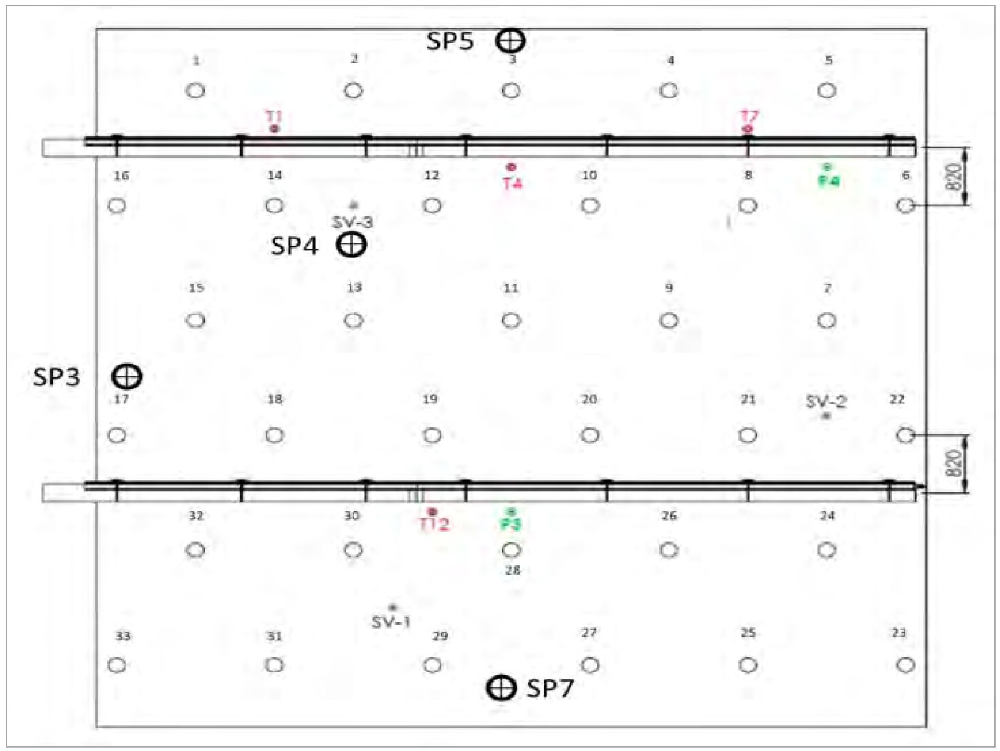 SP5
1 2 3 4 5
T1 T7
16 14 12 T4 10 8 P4 6
820
SV-3
SP4
15 13 11 9 7
SP3
17 18 19 20 21 SV-2 22
820
32 30 T12 P3 26 24
28
SV-1
33 31 29 27 25 23
SP7